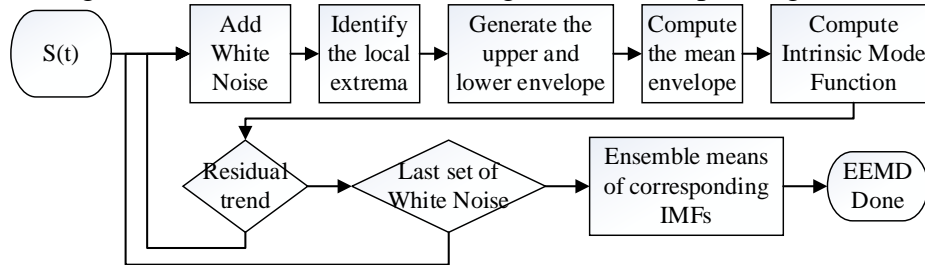 S(t)
Add
White
Noise
Identify
the local
extrema
Generate the
upper and
lower envelope
Compute
the mean
envelope
Compute
Intrinsic Mode
Function
Residual
trend
Last set of
White Noise
Ensemble means
of corresponding
IMFs
EEMD
Done